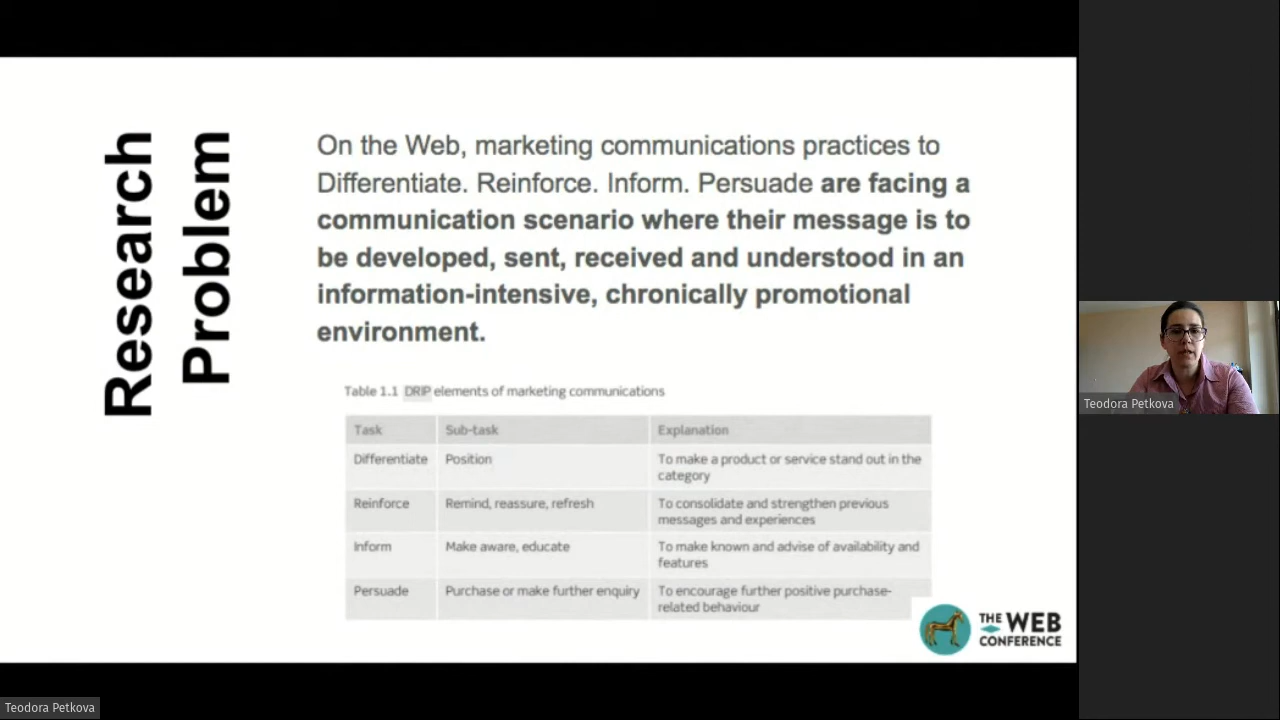 Research
Problem
On the Web, marketing communications practices to
Differentiate. Reinforce. Inform. Persuade are facing a
communication scenario where their message is to
be developed, sent, received and understood in an
information-intensive, chronically promotional
environment.
Table 1.1 DRIP elements of marketing communications
Task Sub-task Explanation
Differentiate Position To make a product or service stand out in the
category
Reinforce Remind, reassure, refresh To consolidate and strengthen previous
messages and experiences
Inform Make aware, educate To make known and advise of availability and
features
Persuade Purchase or make further enquiry To encourage further positive purchase-
related behaviour
THE WEB
CONFERENCE
Teodora Petkova
Teodora Petkova